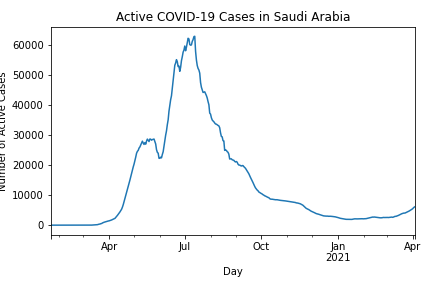 Active COVID-19 Cases in Saudi Arabia
Number of Active Cases
60000
50000
40000
30000
20000
10000
0
Apr
Jul
Oct
Jan
2021
Apr
Day